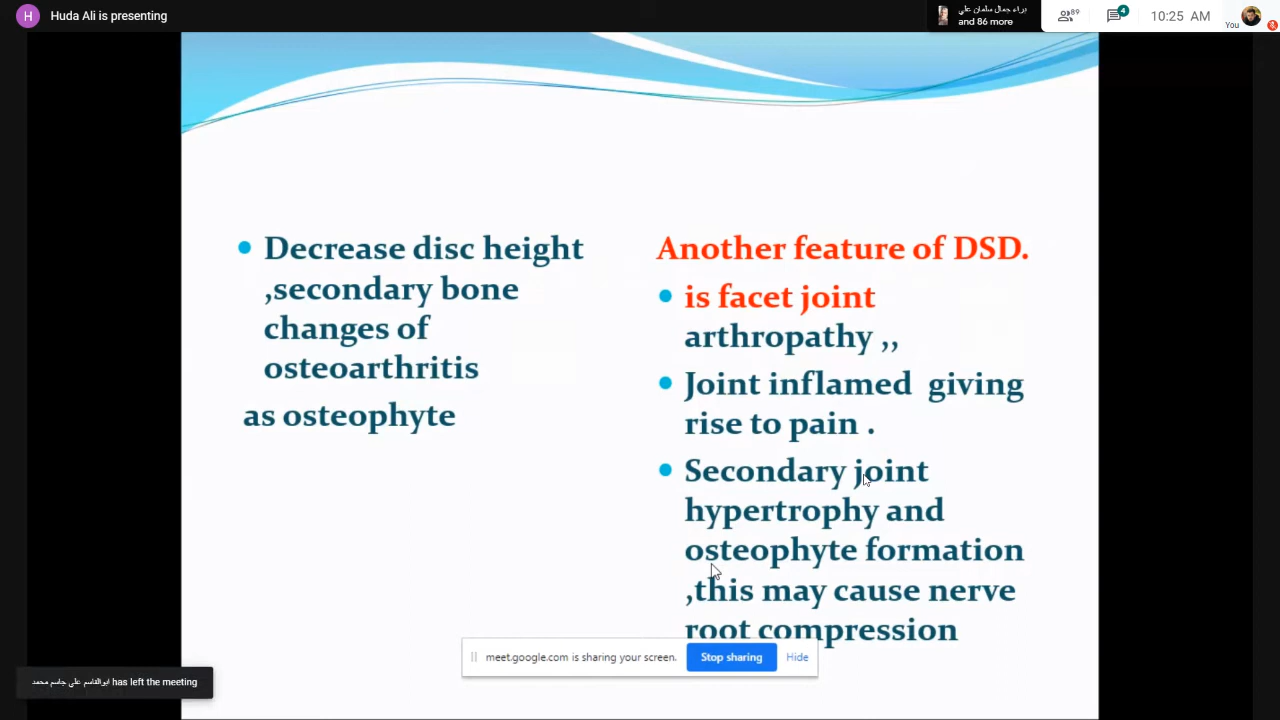 Huda Ali is presenting
براء جمال سلمان علي
and 86 more
89
4
10:25 AM
You
Decrease disc height
,secondary bone
changes of
osteoarthritis
as osteophyte
Another feature of DSD.
is facet joint
arthropathy ,,
Joint inflamed giving
rise to pain .
Secondary joint
hypertrophy and
osteophyte formation
,this may cause nerve
root compression
meet.google.com is sharing your screen.
Stop sharing
Hide
ابوالقاسم علي جاسم محمد has left the meeting